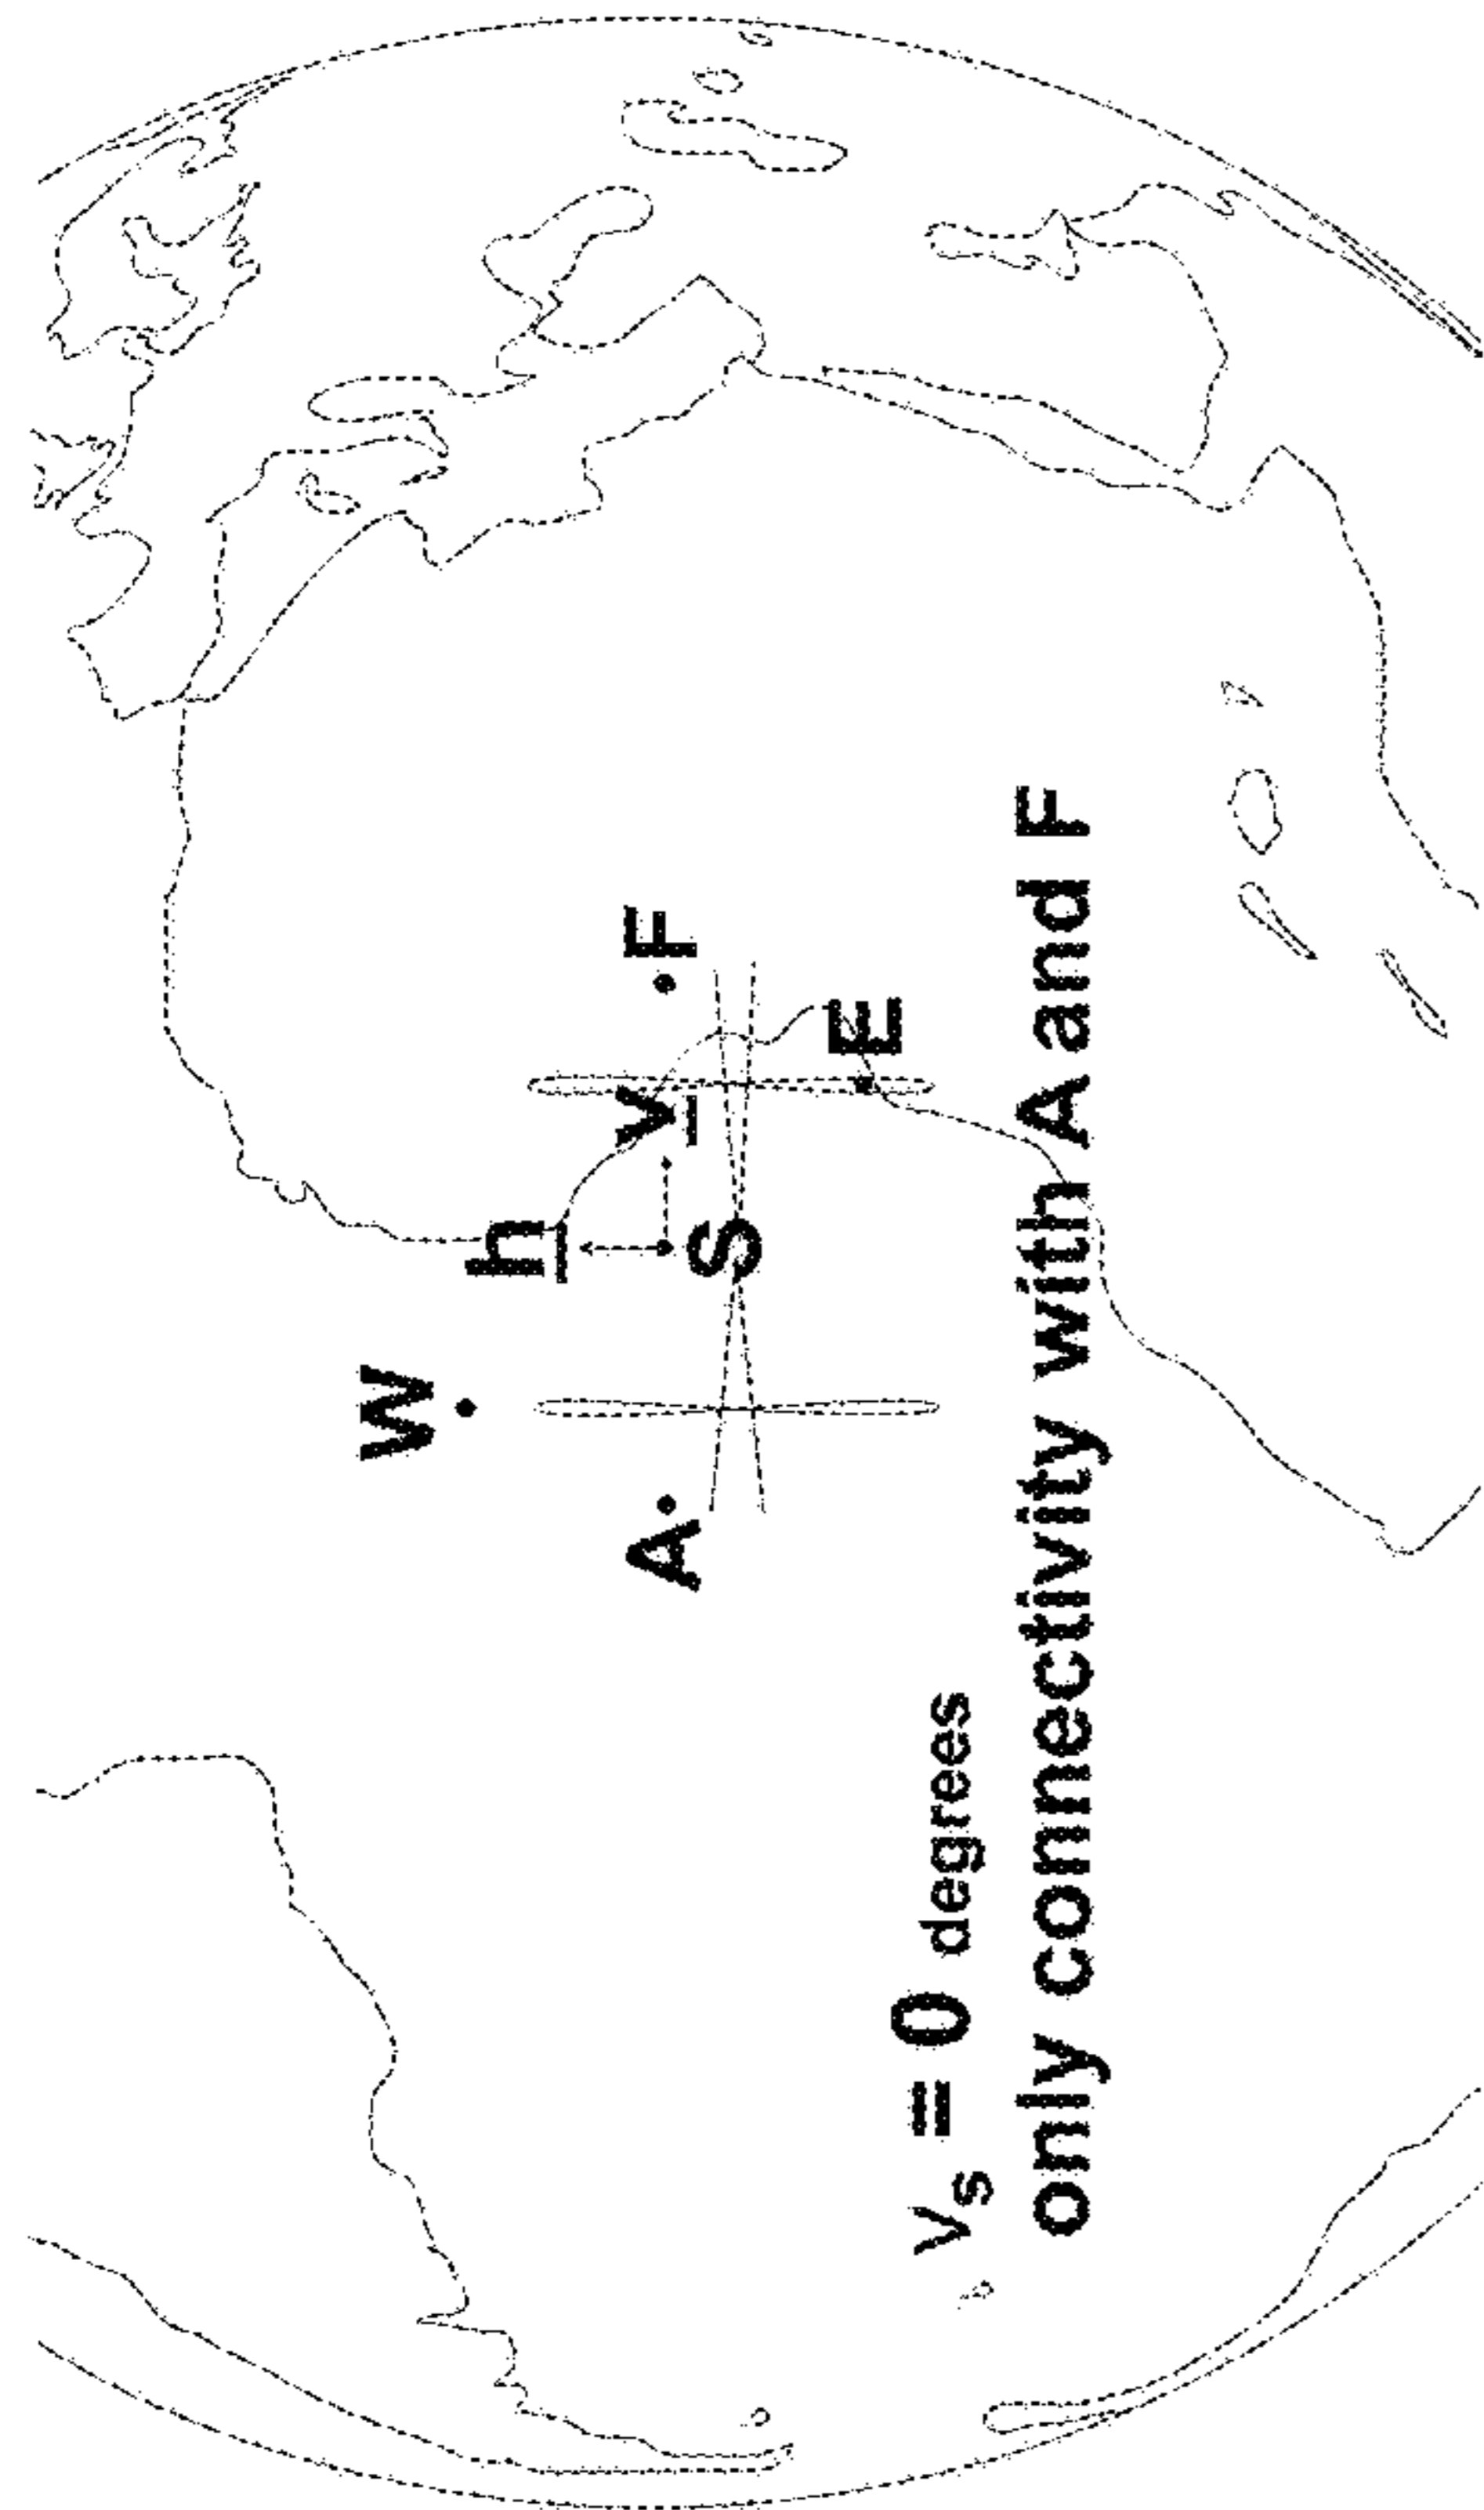 W
h
A v F
S
E
vₛ = 0 degrees
only connectivity with A and F